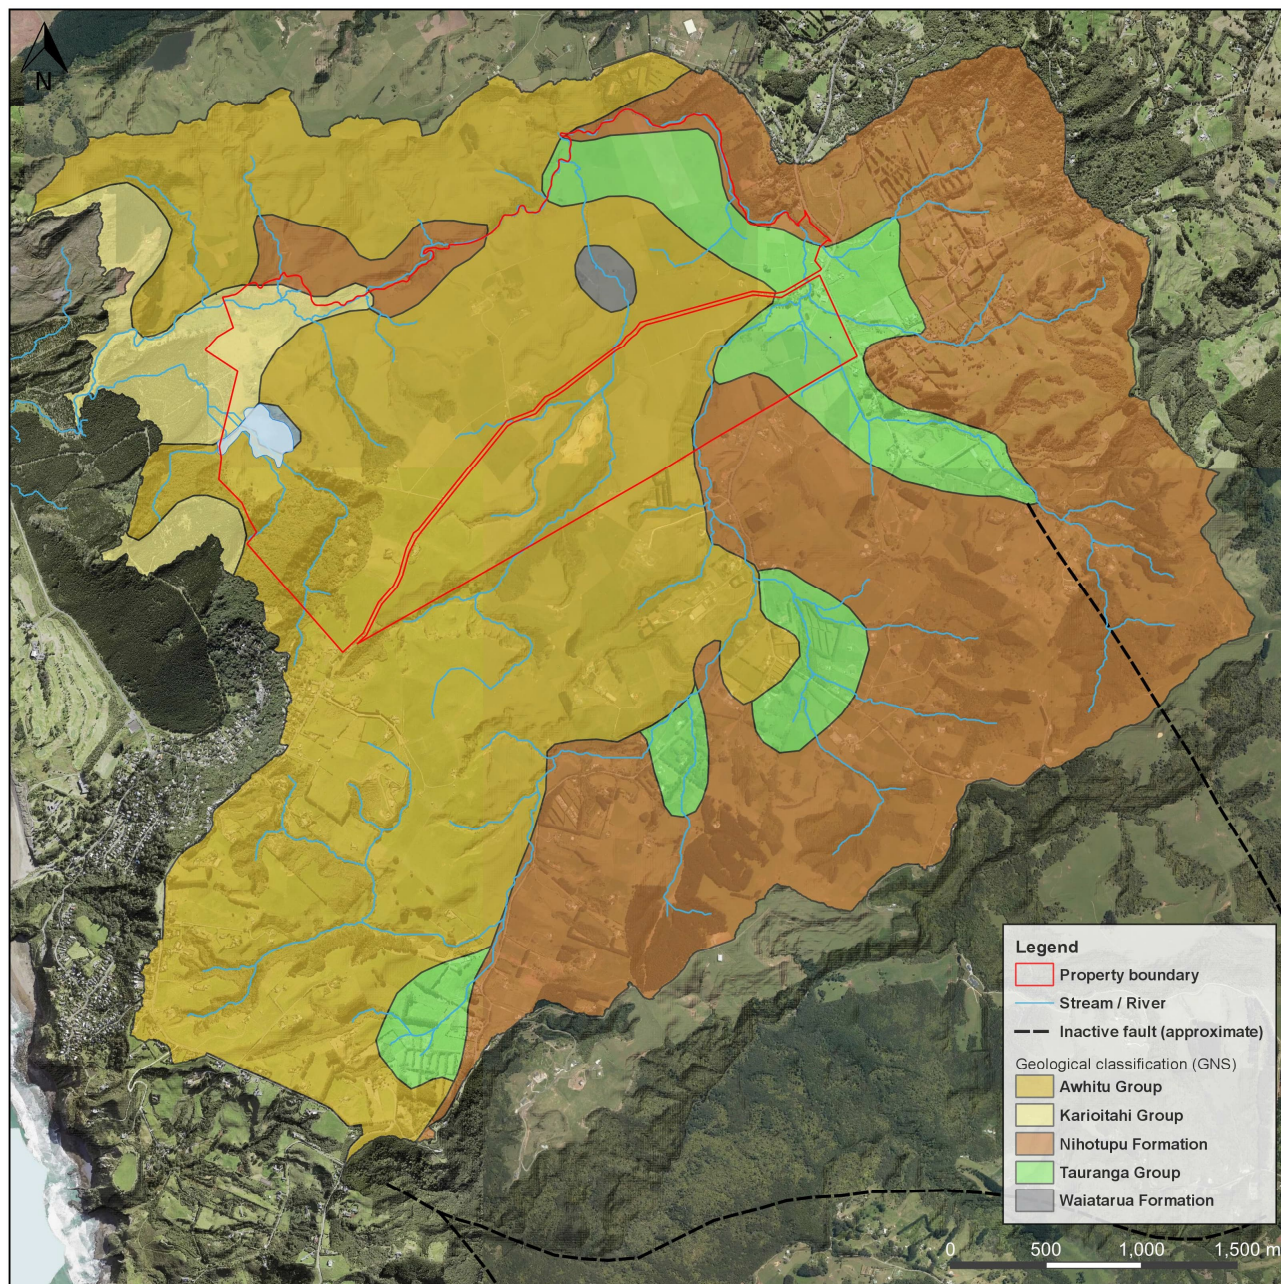 N
Legend
Property boundary
Stream / River
Inactive fault (approximate)
Geological classification (GNS)
Awhitu Group
Karioitahi Group
Nihotupu Formation
Tauranga Group
Waiatarua Formation
0 500 1,000 1,500 m